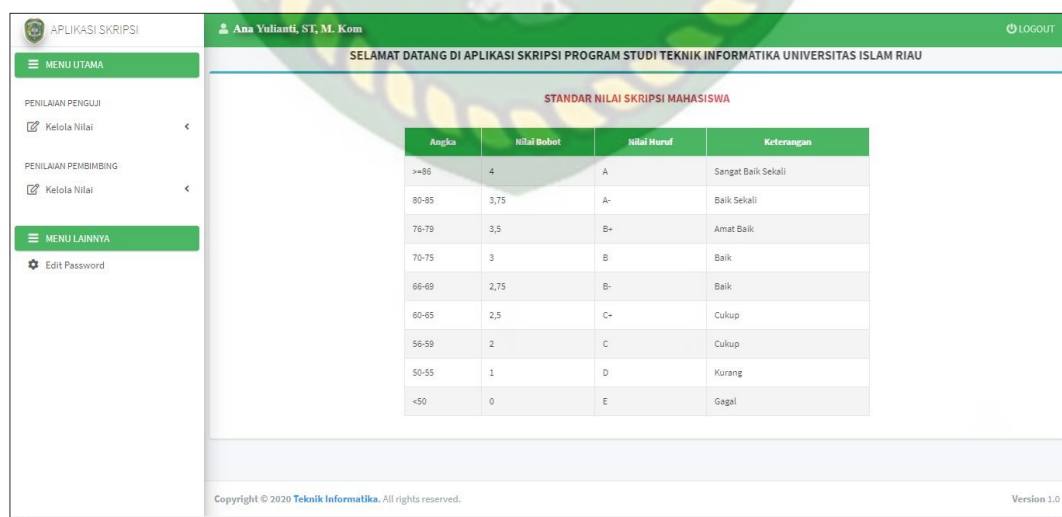 APLIKASI SKRIPSI
Ana Yulianti, ST, M. Kom
LOGOUT
MENU UTAMA
PENILAIAN PENGUJI
Kelola Nilai
PENILAIAN PEMBIMBING
Kelola Nilai
MENU LAINNYA
Edit Password
SELAMAT DATANG DI APLIKASI SKRIPSI PROGRAM STUDI TEKNIK INFORMATIKA UNIVERSITAS ISLAM RIAU
STANDAR NILAI SKRIPSI MAHASISWA
Angka Nilai Bobot Nilai Huruf Keterangan
>=86 4 A Sangat Baik Sekali
80-85 3,75 A- Baik Sekali
76-79 3,5 B+ Amat Baik
70-75 3 B Baik
66-69 2,75 B- Baik
60-65 2,5 C+ Cukup
56-59 2 C Cukup
50-55 1 D Kurang
<50 0 E Gagal
Copyright © 2020 Teknik Informatika. All rights reserved.
Version 1.0